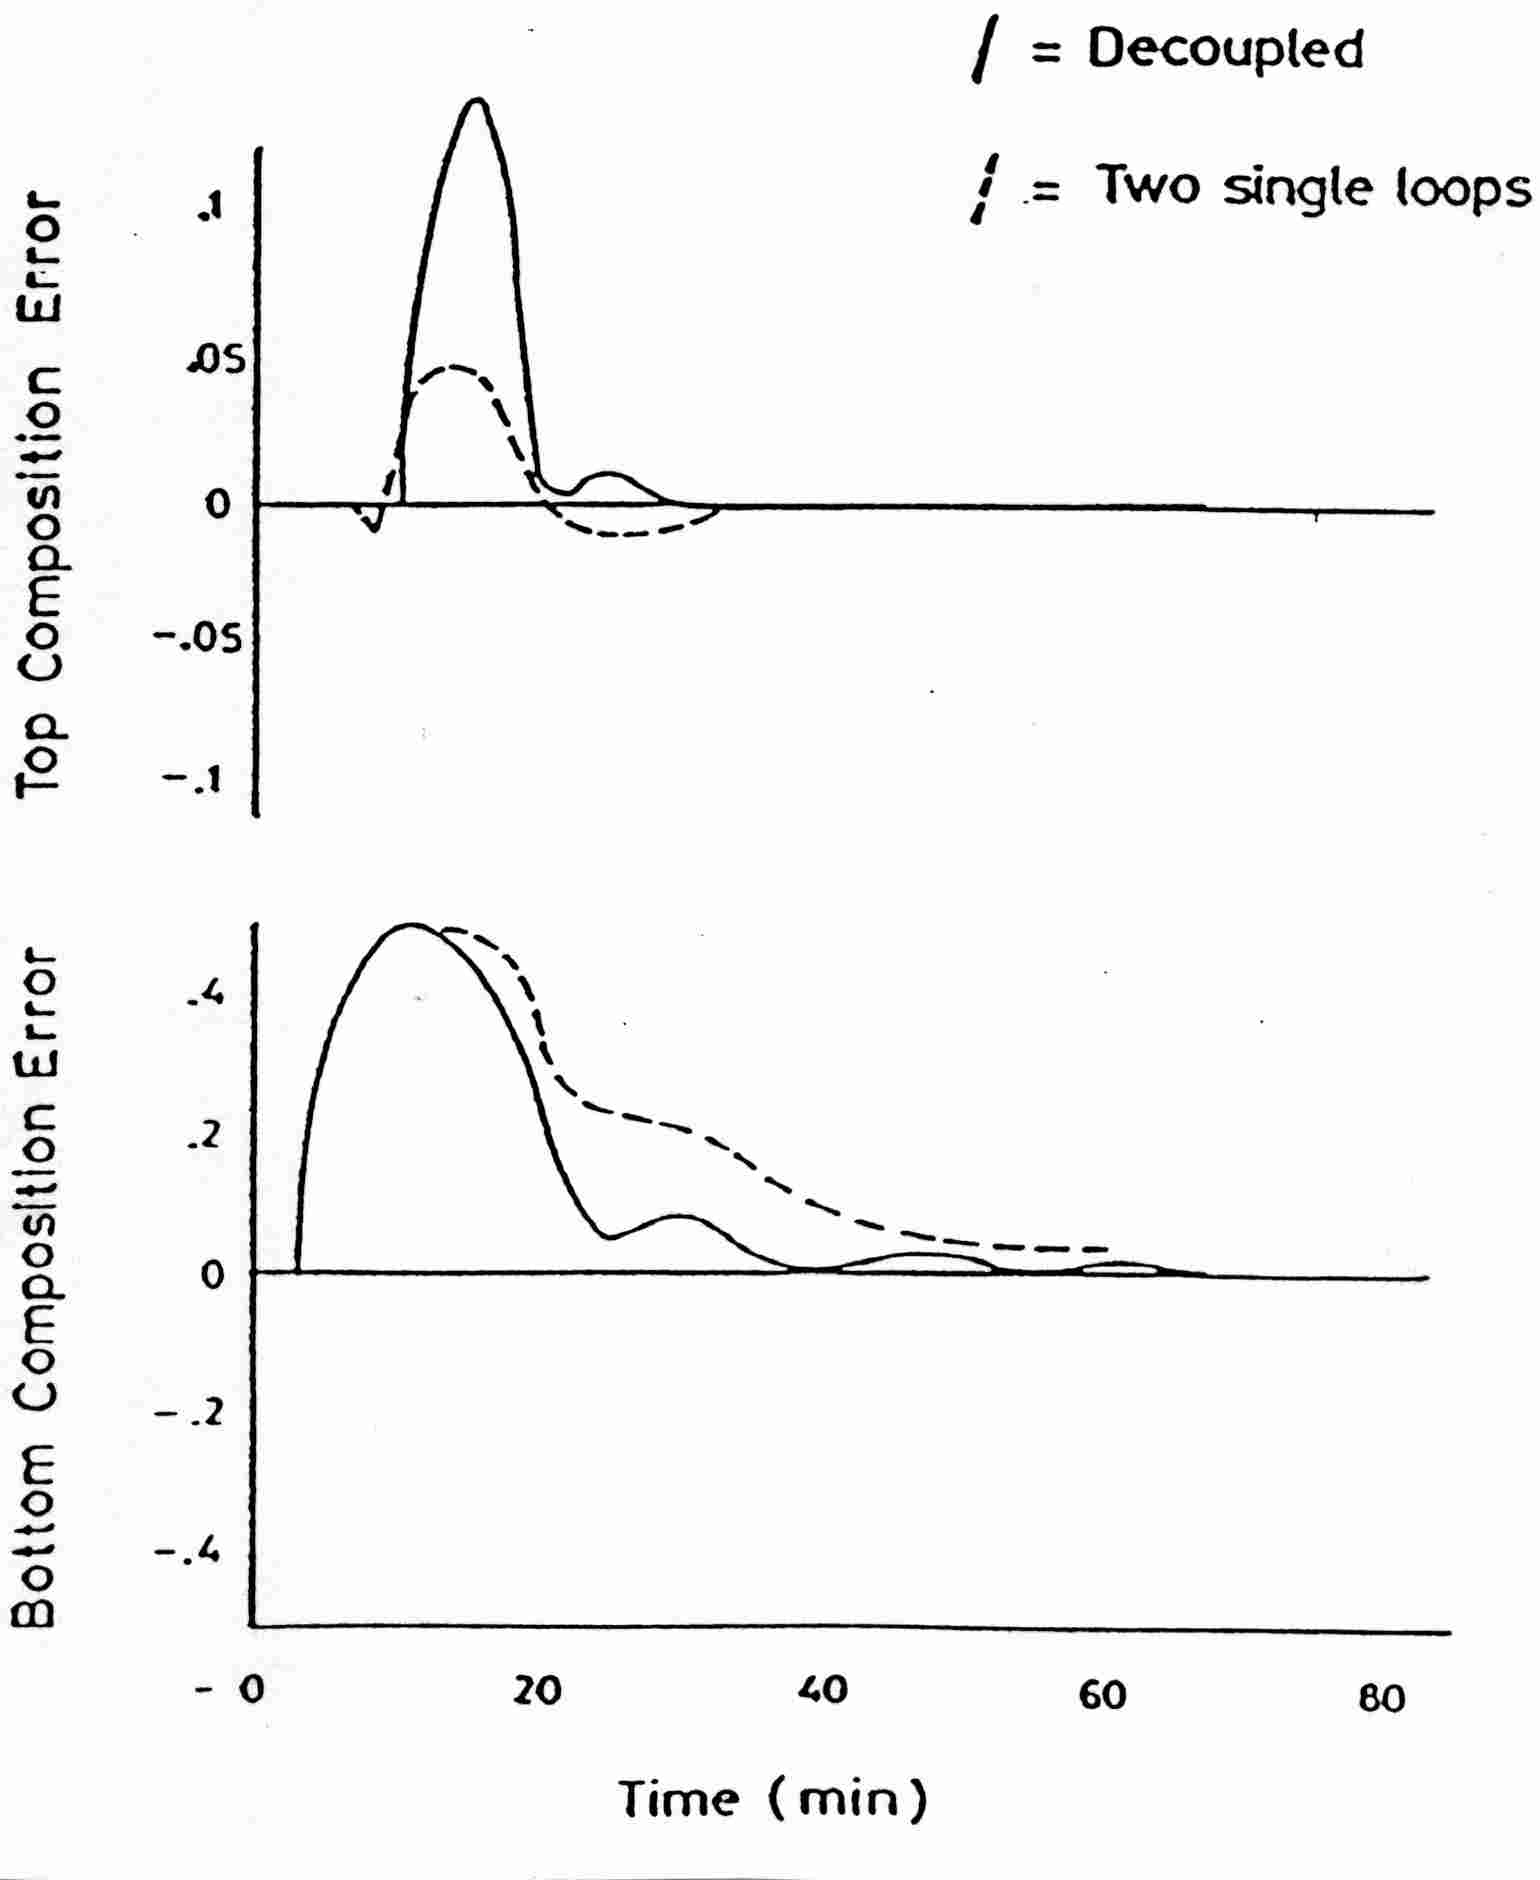 / = Decoupled
/ = Two single loops
Top Composition Error
.1
.05
0
-.05
-.1
Bottom Composition Error
.4
.2
0
-.2
-.4
- 0 20 40 60 80
Time (min)